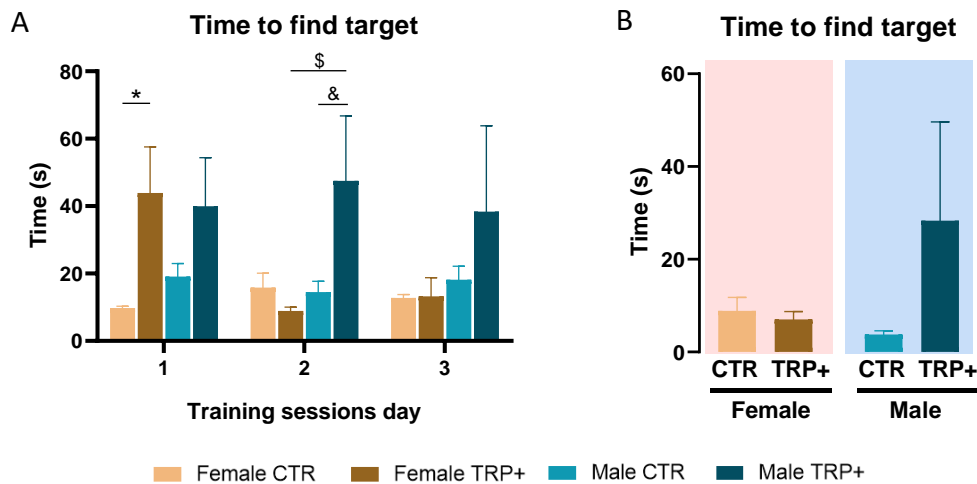 A
Time to find target
80
60
40
20
0
Time (s)
*
$
&
1
2
3
Training sessions day
B
Time to find target
60
40
20
0
Time (s)
CTR TRP+ CTR TRP+
Female Male
Female CTR Female TRP+ Male CTR Male TRP+